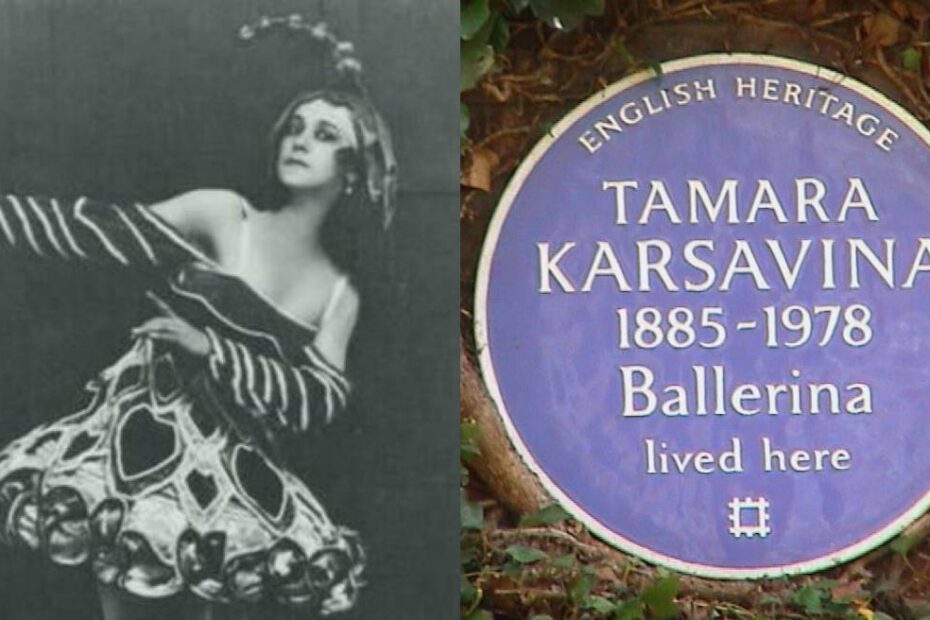 ENGLISH HERITAGE
TAMARA
KARSAVINA
1885-1978
Ballerina
lived here